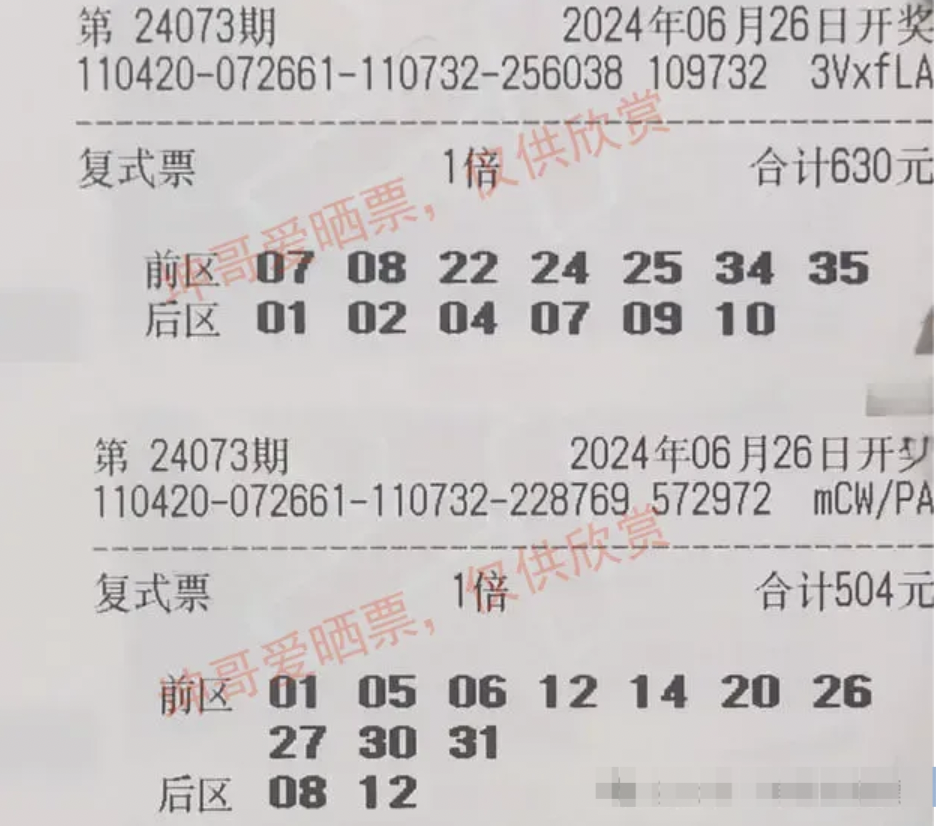 第 24073期 2024年06月26日开奖
110420-072661-110732-256038 109732 3VxfLA
复式票 1倍 合计630元
坤哥爱晒票，仅供欣赏
前区 07 08 22 24 25 34 35
后区 01 02 04 07 09 10
第 24073期 2024年06月26日开奖
110420-072661-110732-228769 572972 mCW/PA
复式票 1倍 合计504元
坤哥爱晒票，仅供欣赏
前区 01 05 06 12 14 20 26
27 30 31
后区 08 12